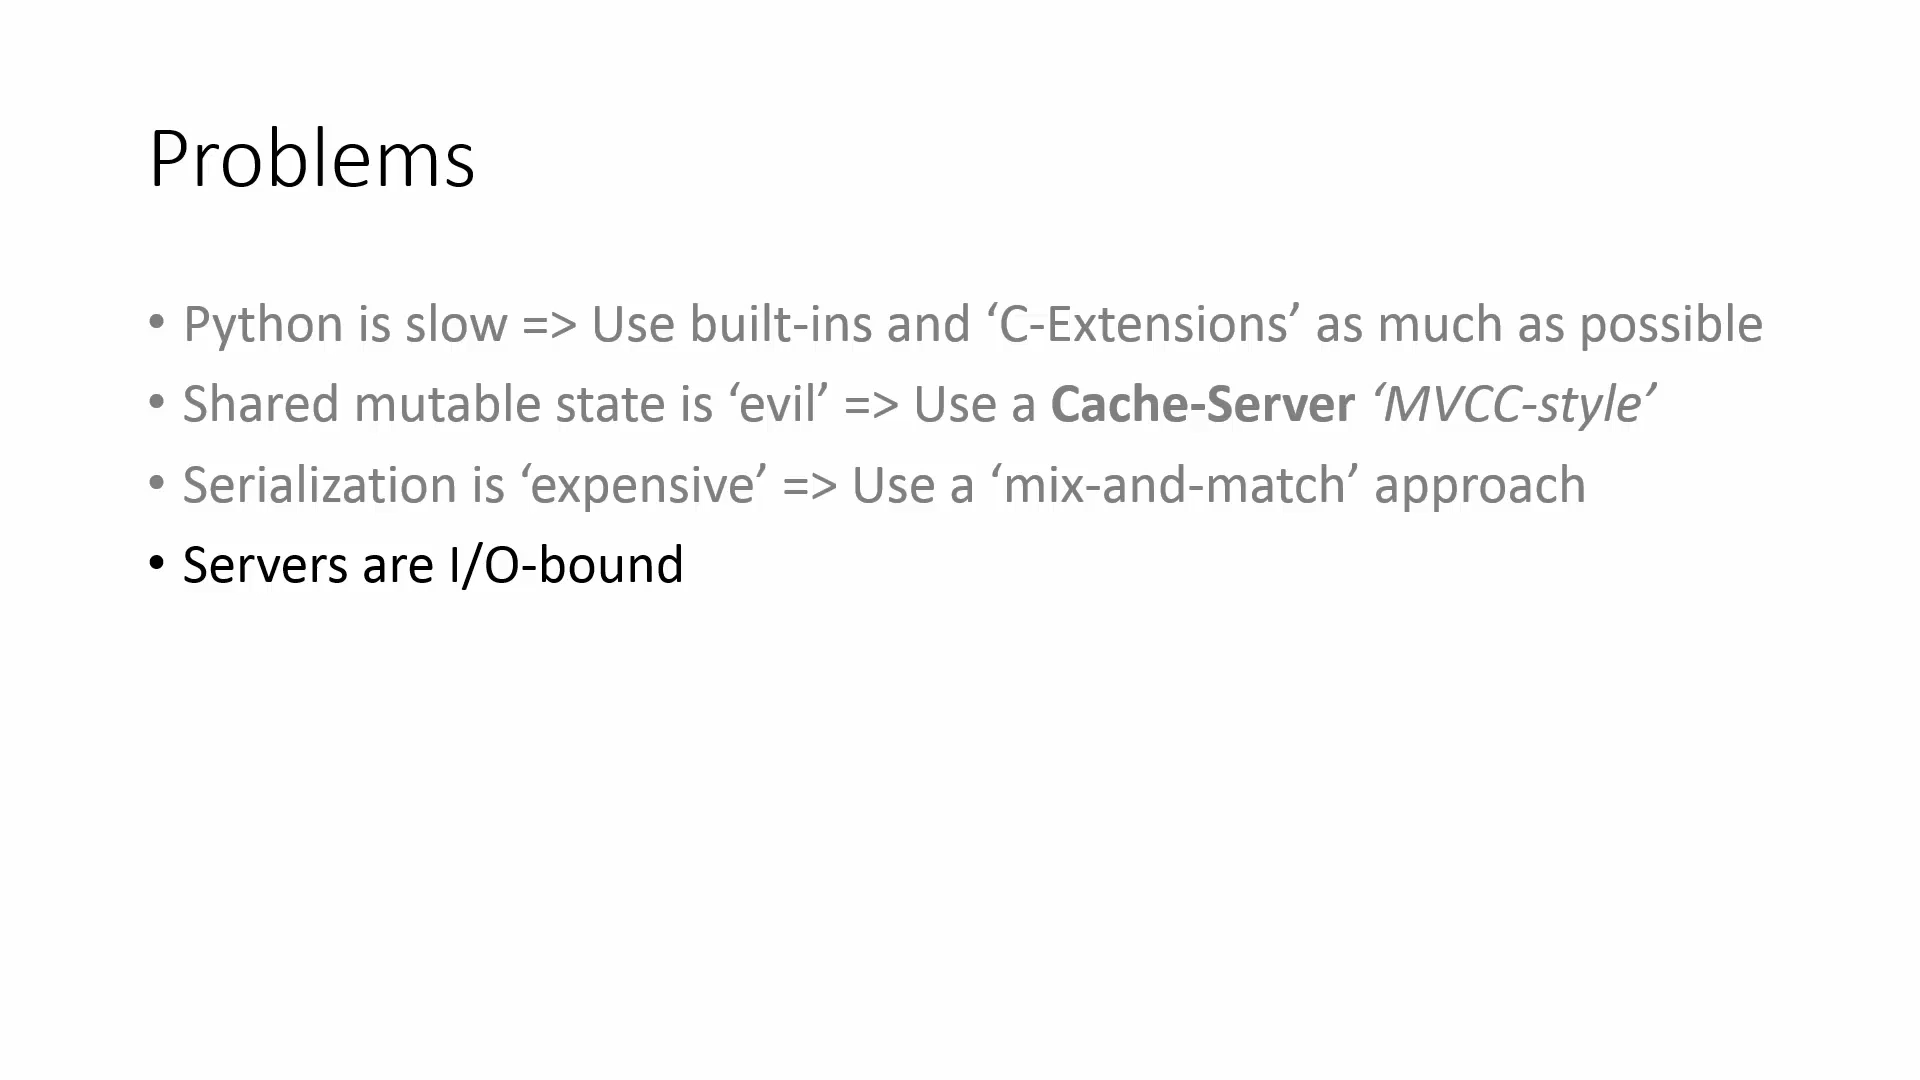 Problems
• Python is slow => Use built-ins and ‘C-Extensions’ as much as possible
• Shared mutable state is ‘evil’ => Use a Cache-Server ‘MVCC-style’
• Serialization is ‘expensive’ => Use a ‘mix-and-match’ approach
• Servers are I/O-bound